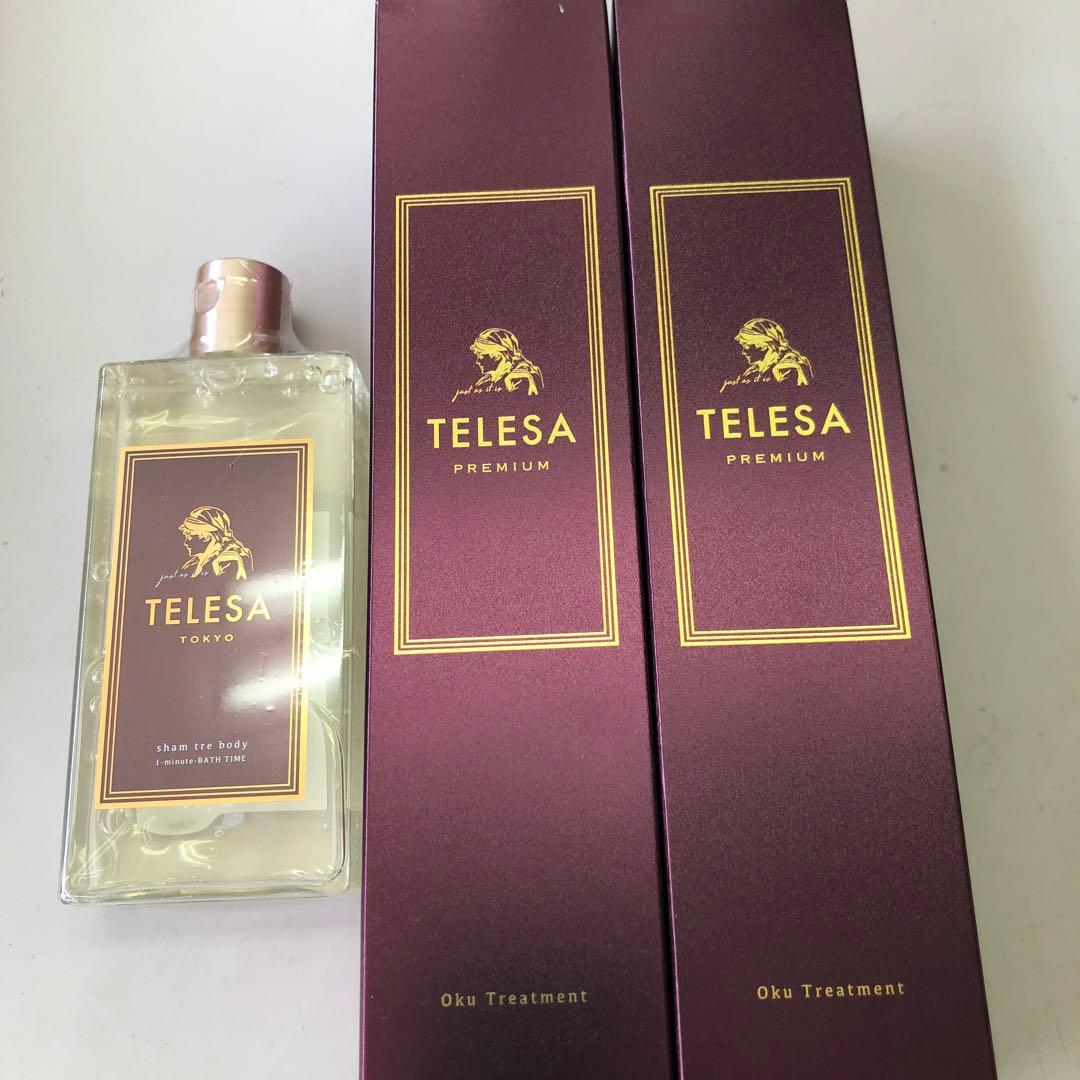 just as it is
TELESA
TOKYO
sham tre body
1-minute-BATH TIME
just as it is
TELESA
PREMIUM
Oku Treatment
just as it is
TELESA
PREMIUM
Oku Treatment